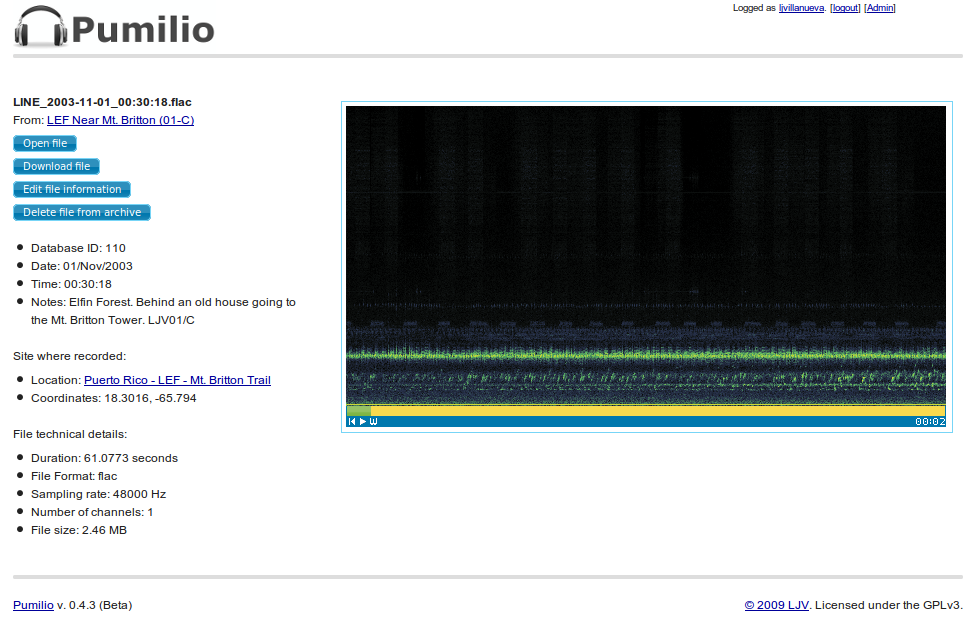 Logged as ljvillanueva. [logout] [Admin]
Pumilio
LINE_2003-11-01_00:30:18.flac
From: LEF Near Mt. Britton (01-C)
Open file
Download file
Edit file information
Delete file from archive
Database ID: 110
Date: 01/Nov/2003
Time: 00:30:18
Notes: Elfin Forest. Behind an old house going to
the Mt. Britton Tower. LJV01/C
Site where recorded:
Location: Puerto Rico - LEF - Mt. Britton Trail
Coordinates: 18.3016, -65.794
File technical details:
Duration: 61.0773 seconds
File Format: flac
Sampling rate: 48000 Hz
Number of channels: 1
File size: 2.46 MB
W
00:02
Pumilio v. 0.4.3 (Beta)
© 2009 LJV. Licensed under the GPLv3.